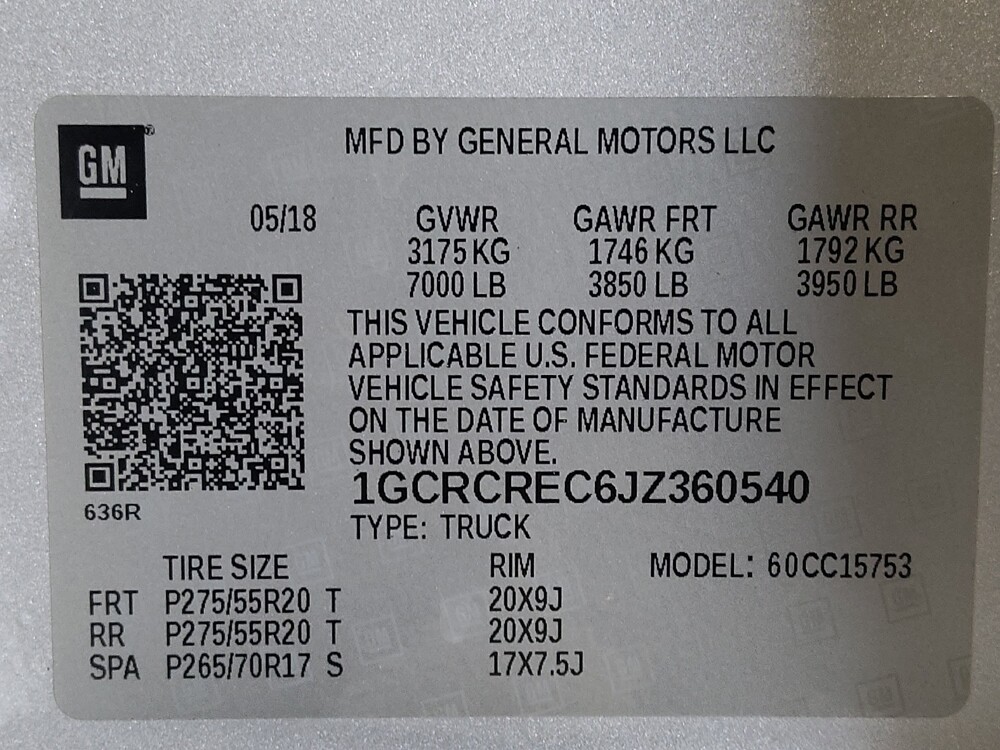 GM
MFD BY GENERAL MOTORS LLC
05/18 GVWR GAWR FRT GAWR RR
3175 KG 1746 KG 1792 KG
7000 LB 3850 LB 3950 LB
THIS VEHICLE CONFORMS TO ALL
APPLICABLE U.S. FEDERAL MOTOR
VEHICLE SAFETY STANDARDS IN EFFECT
ON THE DATE OF MANUFACTURE
SHOWN ABOVE.
1GCRCREC6JZ360540
636R
TYPE: TRUCK
TIRE SIZE RIM MODEL: 60CC15753
FRT P275/55R20 T 20X9J
RR P275/55R20 T 20X9J
SPA P265/70R17 S 17X7.5J